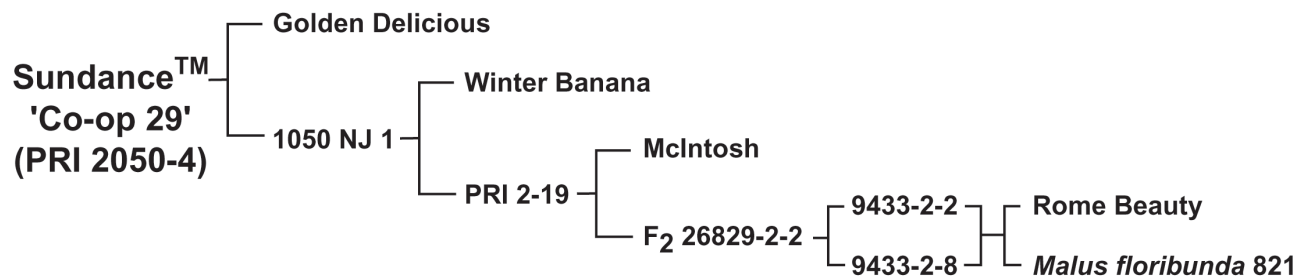 Golden Delicious
Sundance™
'Co-op 29'
(PRI 2050-4)
Winter Banana
1050 NJ 1
McIntosh
PRI 2-19
9433-2-2
Rome Beauty
F₂ 26829-2-2
9433-2-8
Malus floribunda 821